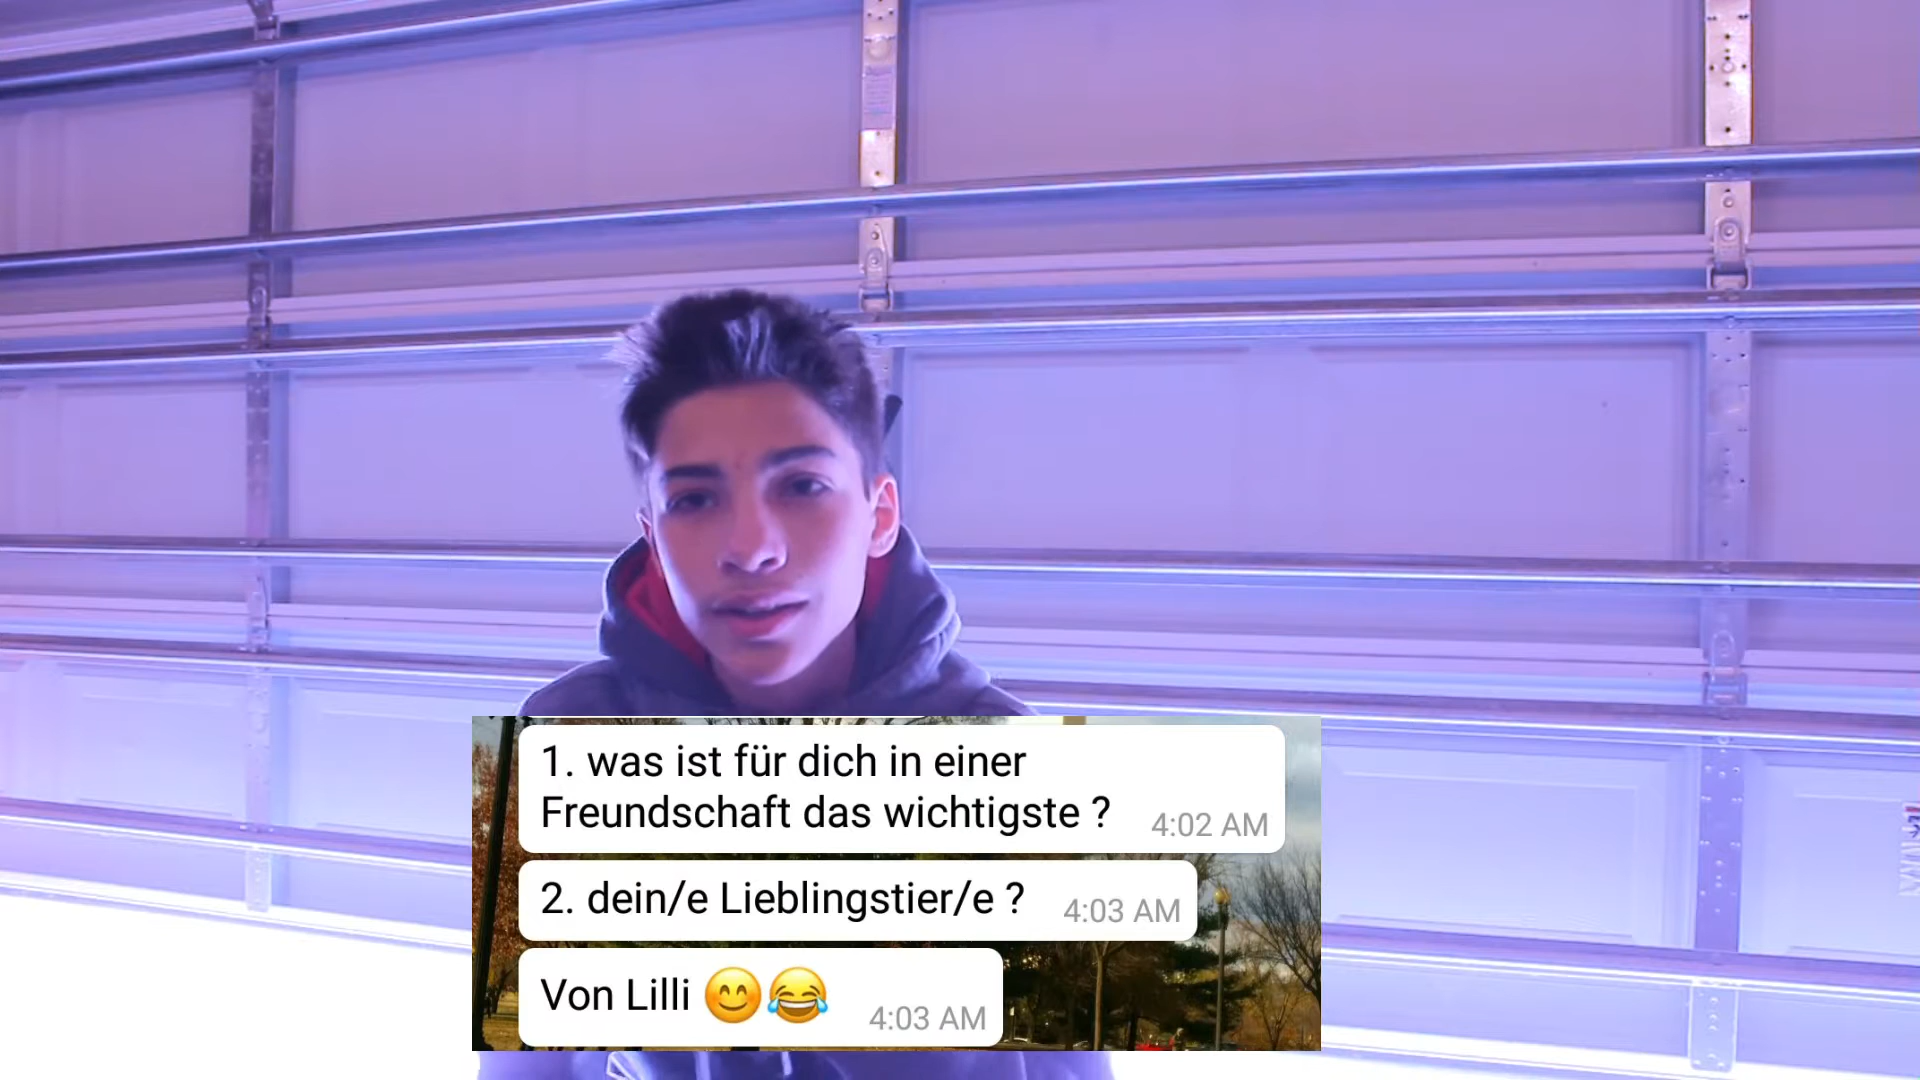 1. was ist für dich in einer
Freundschaft das wichtigste ? 4:02 AM
2. dein/e Lieblingstier/e ? 4:03 AM
Von Lilli 😊😂 4:03 AM